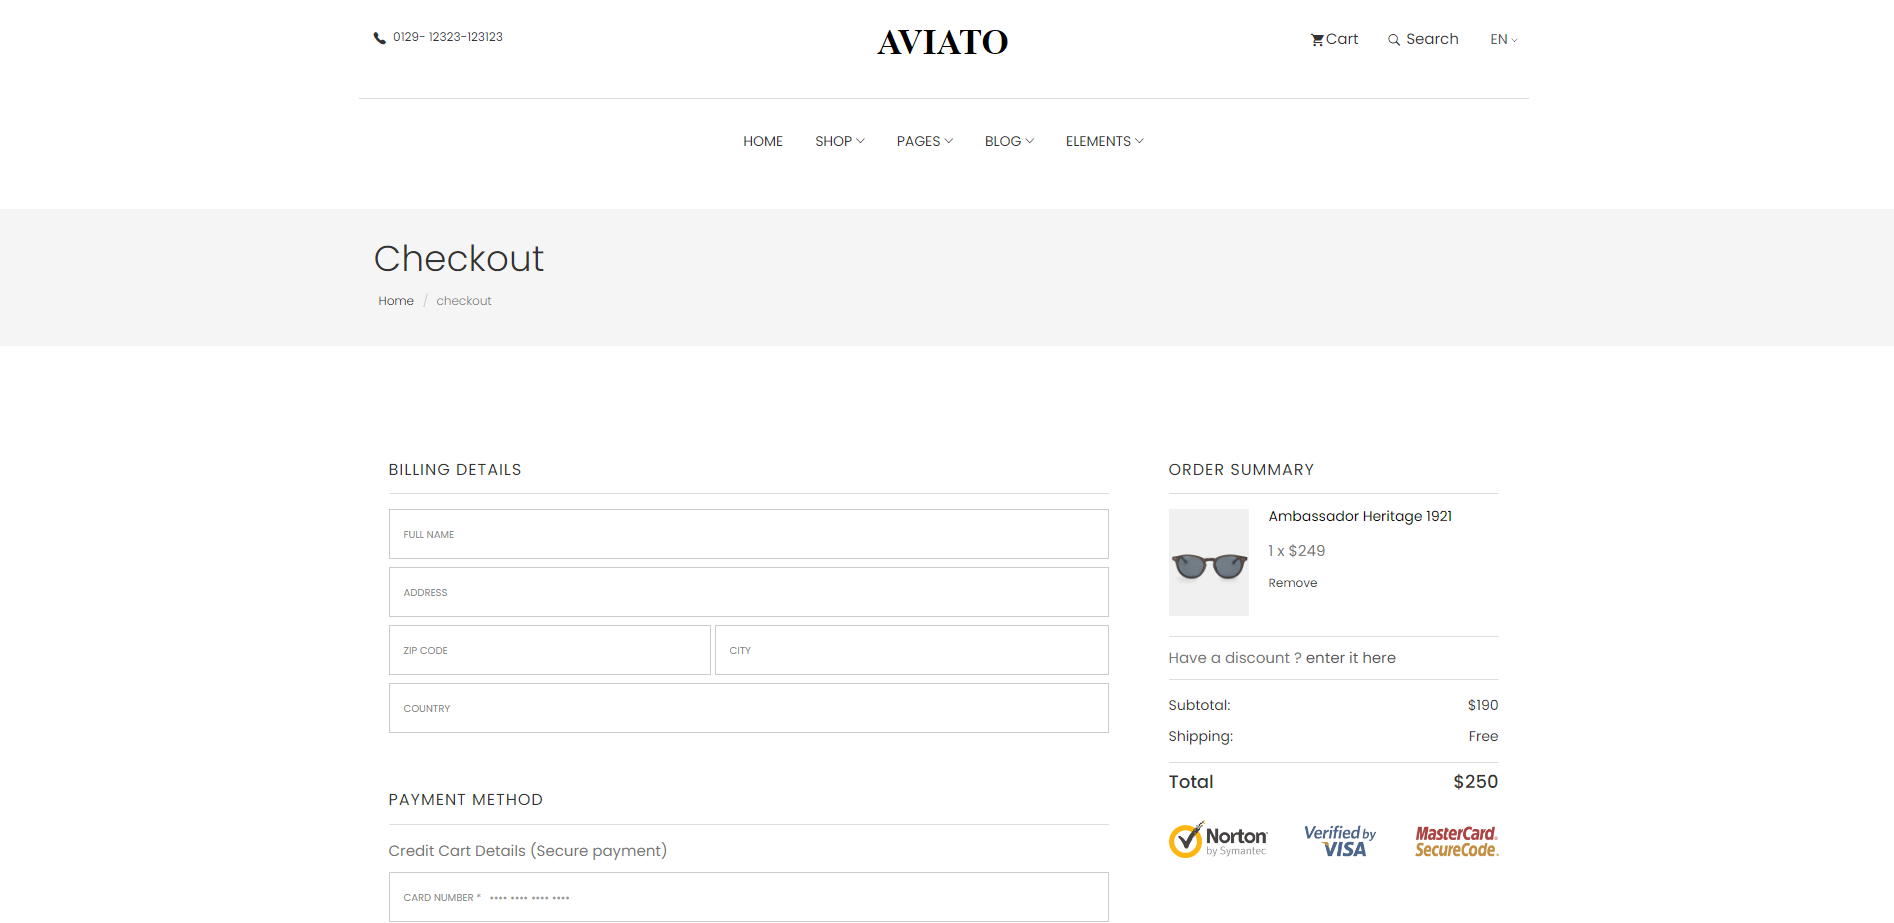 0129- 12323-123123
AVIATO
Cart
Search
EN
HOME
SHOP
PAGES
BLOG
ELEMENTS
Checkout
Home / checkout
BILLING DETAILS
FULL NAME
ADDRESS
ZIP CODE
CITY
COUNTRY
PAYMENT METHOD
Credit Cart Details (Secure payment)
CARD NUMBER * •••• •••• •••• ••••
ORDER SUMMARY
Ambassador Heritage 1921
1 x $249
Remove
Have a discount ? enter it here
Subtotal: $190
Shipping: Free
Total $250
Norton
by Symantec
Verified by
VISA
MasterCard.
SecureCode.